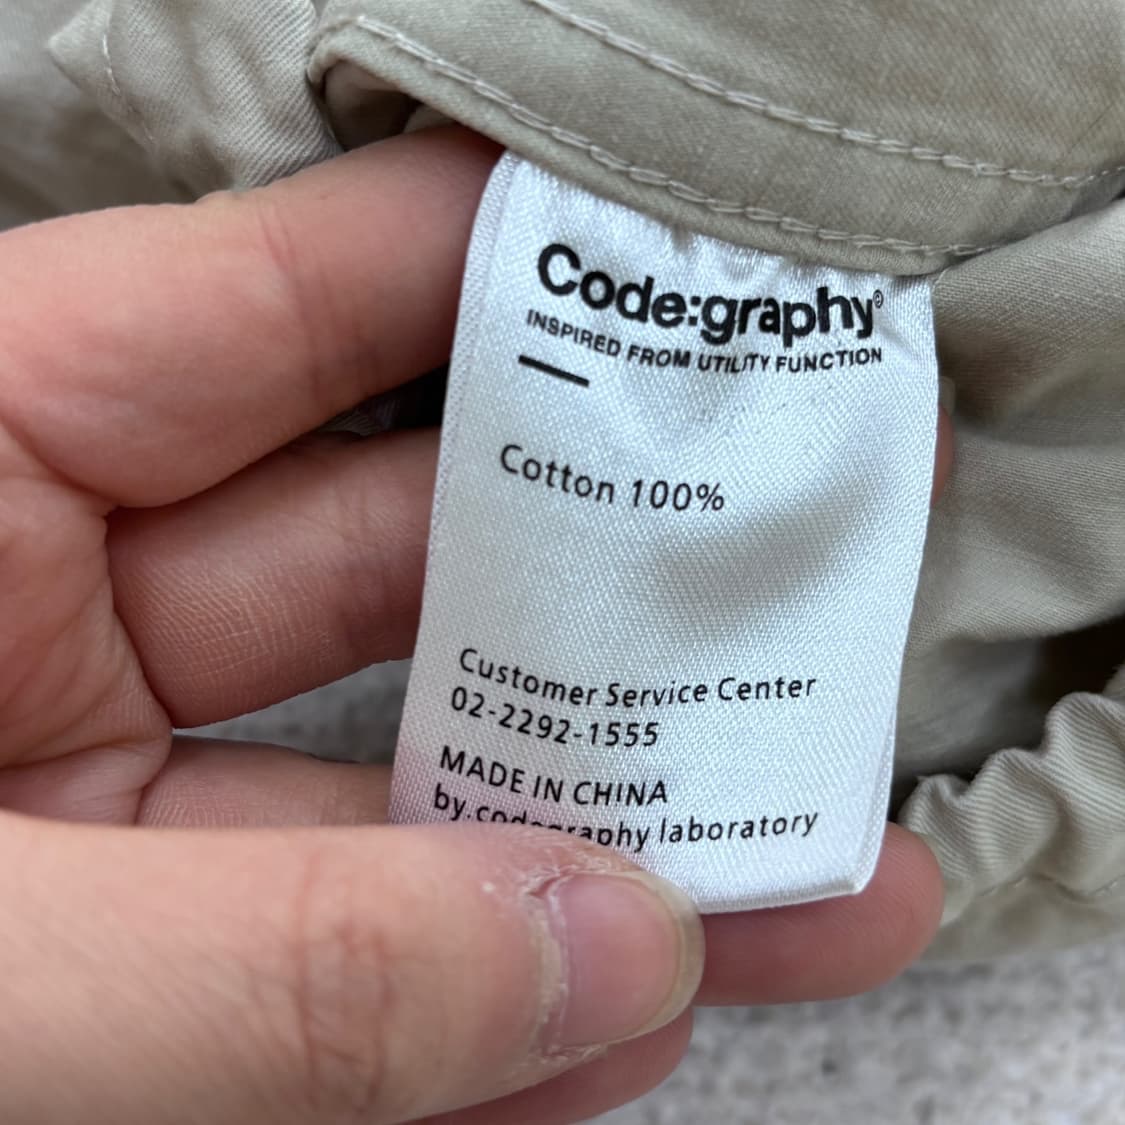 Code:graphy©
INSPIRED FROM UTILITY FUNCTION
Cotton 100%
Customer Service Center
02-2292-1555
MADE IN CHINA
by.codegraphy laboratory